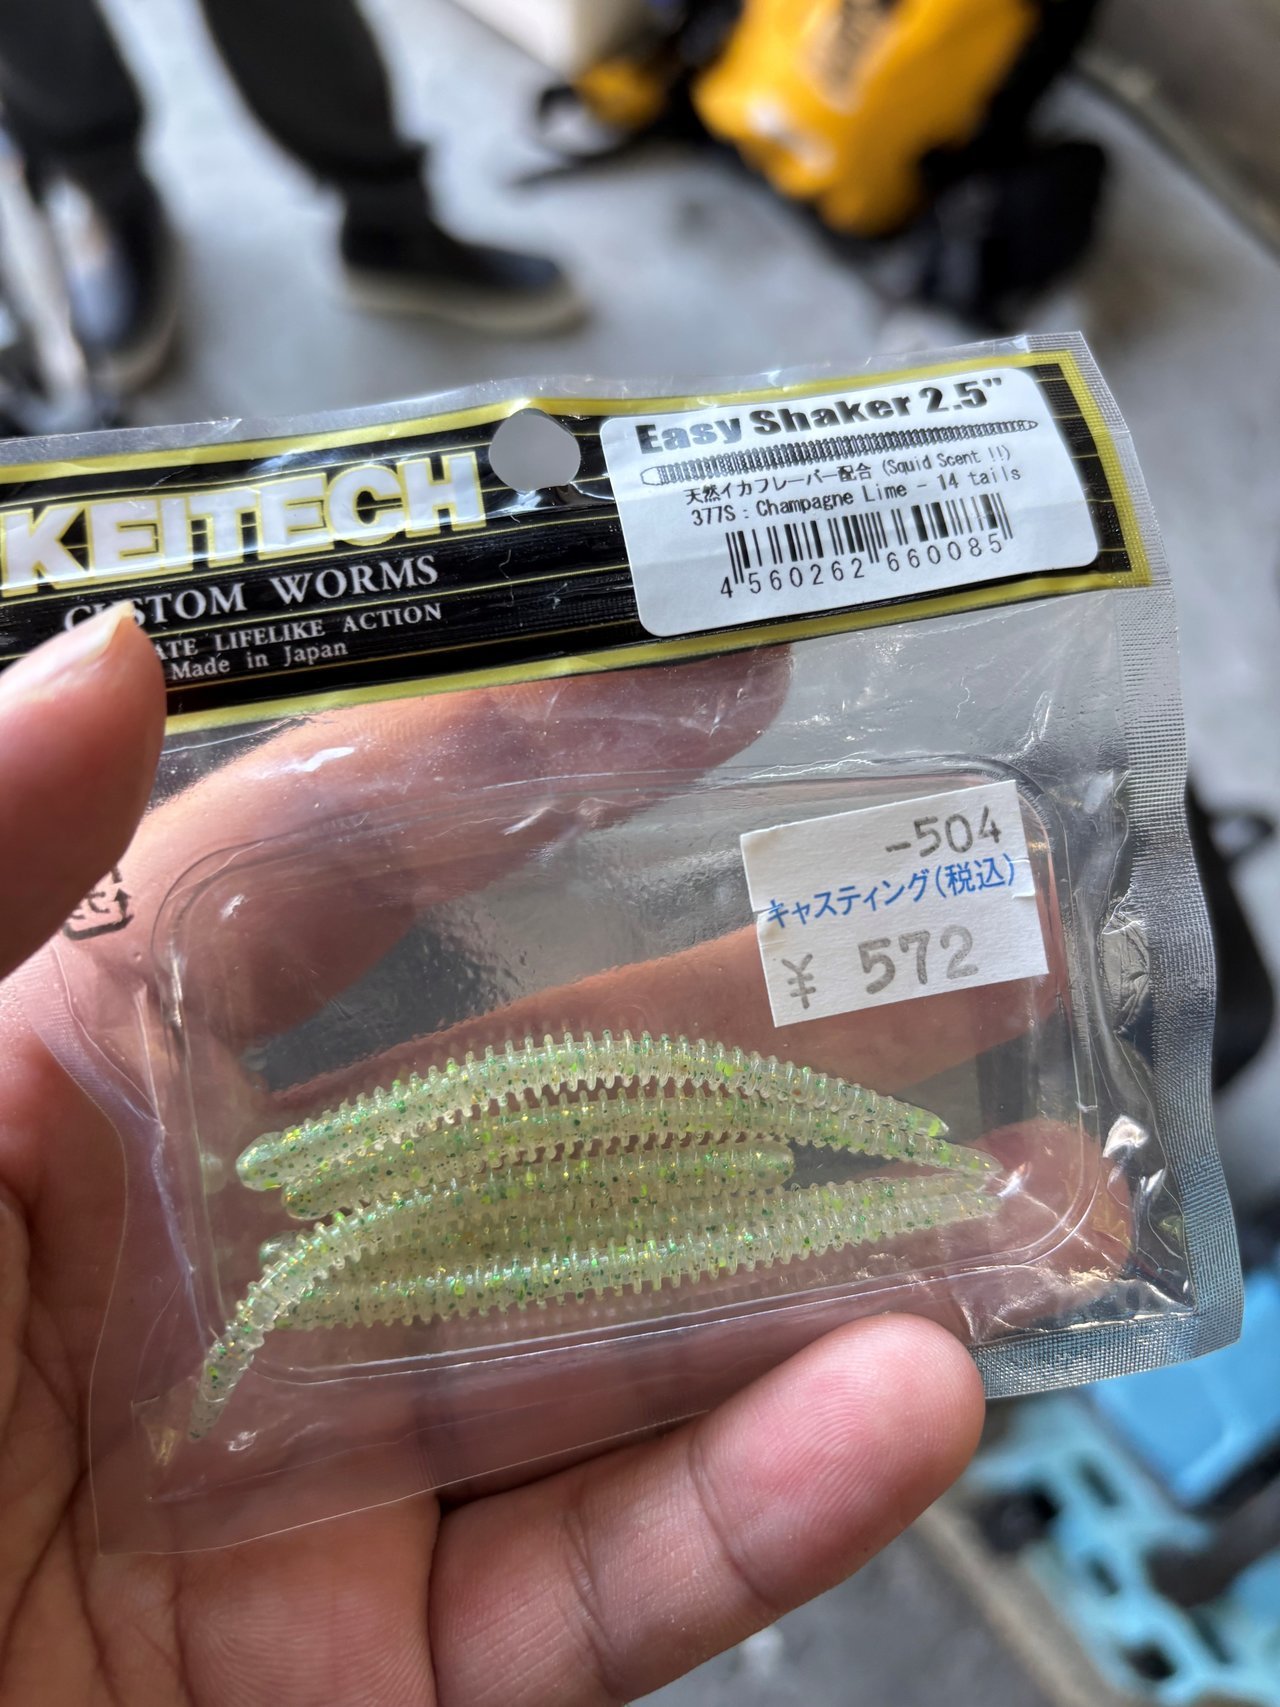 KEITECH
CUSTOM WORMS
LIFELIKE ACTION
Made in Japan
Easy Shaker 2.5"
天然イカフレーバー配合 (Squid Scent !!)
377S : Champagne Lime - 14 tails
4 560262 660085
-504
キャスティング(税込)
¥ 572